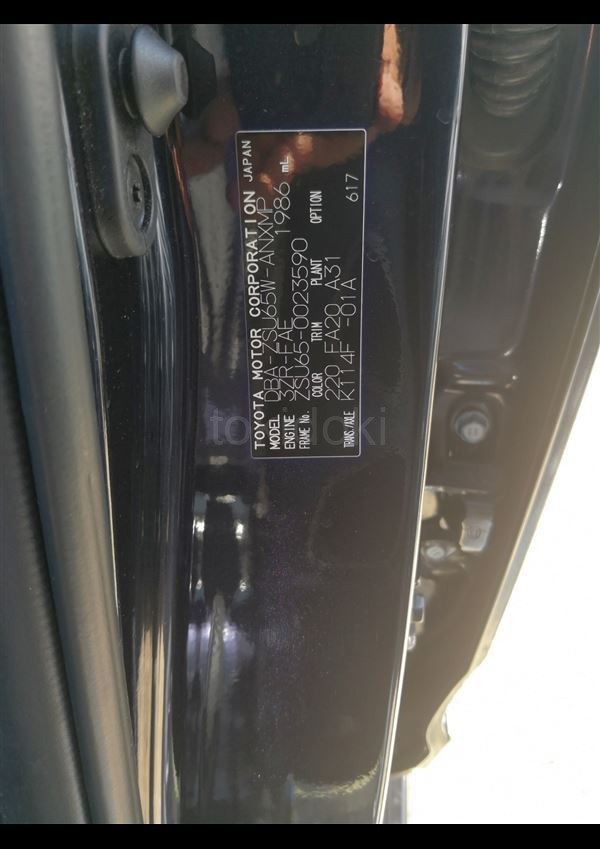 TOYOTA MOTOR CORPORATION JAPAN
MODEL DBA-ZSU65W-ANXMP
ENGINE 3ZR-FAE 1986 mL
FRAME No. ZSU65-0023590
COLOR TRIM PLANT OPTION
220 FA20 A31
TRANS./AXLE K114F -01A 617